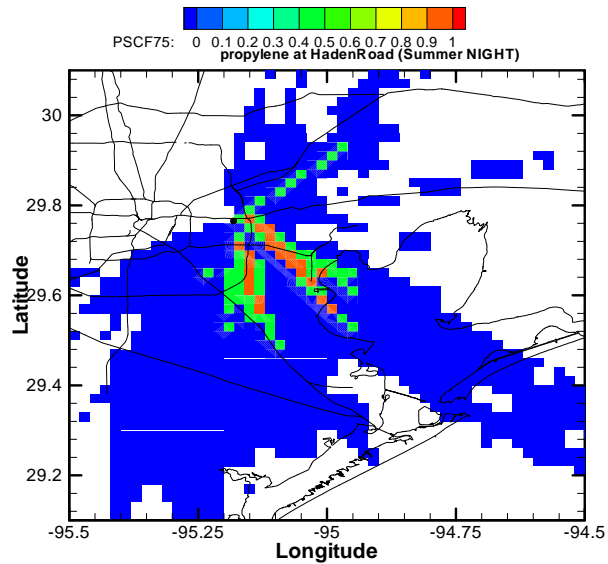 PSCF75: 0 0.1 0.2 0.3 0.4 0.5 0.6 0.7 0.8 0.9 1
propylene at HadenRoad (Summer NIGHT)
30
29.8
29.6
29.4
29.2
Latitude
-95.5 -95.25 -95 -94.75 -94.5
Longitude